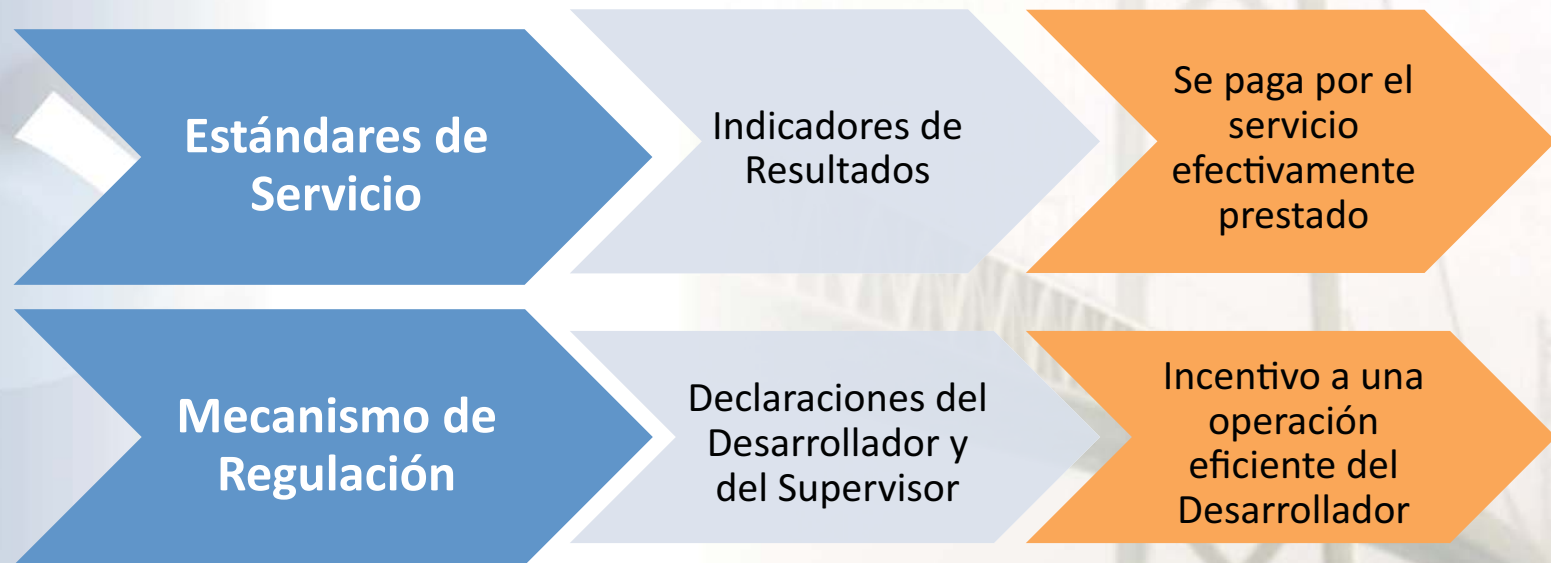 Estándares de
Servicio
Indicadores de
Resultados
Se paga por el
servicio
efectivamente
prestado
Mecanismo de
Regulación
Declaraciones del
Desarrollador y
del Supervisor
Incentivo a una
operación
eficiente del
Desarrollador